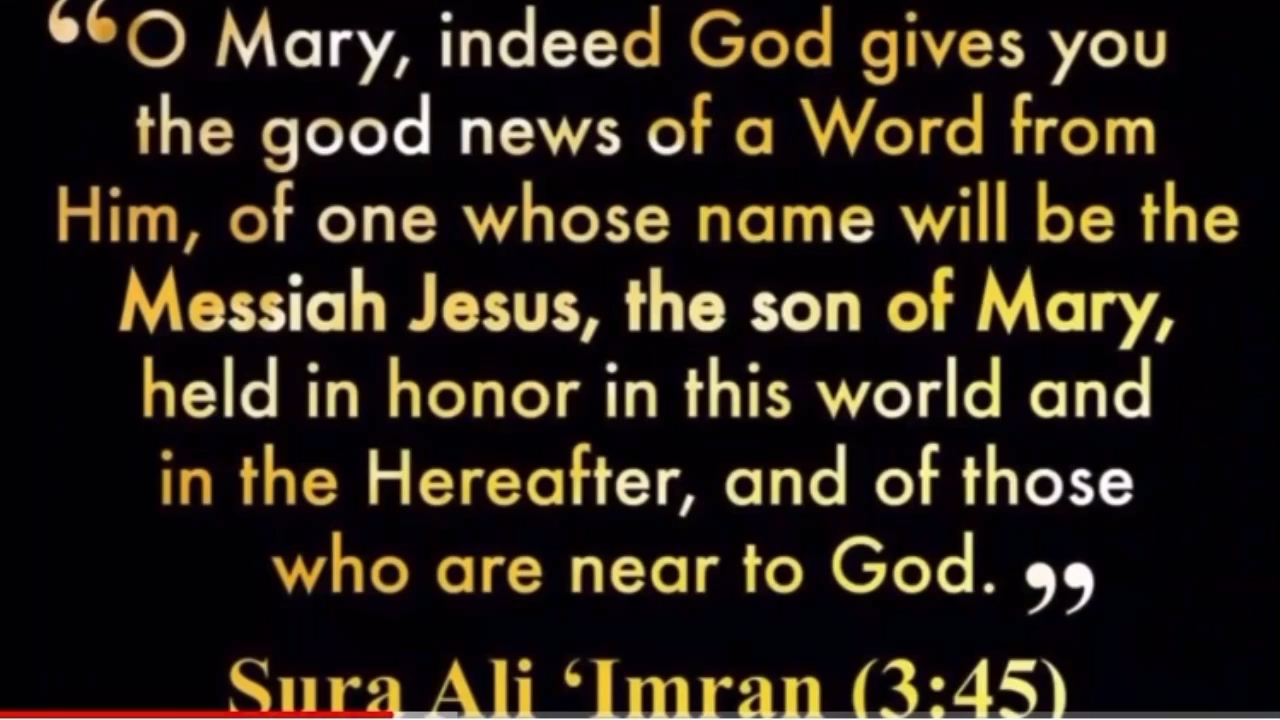 “O Mary, indeed God gives you
the good news of a Word from
Him, of one whose name will be the
Messiah Jesus, the son of Mary,
held in honor in this world and
in the Hereafter, and of those
who are near to God.”
Sura Ali ‘Imran (3:45)